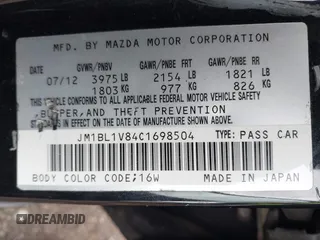 MFD. BY MAZDA MOTOR CORPORATION
GVWR/PNBV GAWR/PNBE FRT GAWR/PNBE RR
07/12 3975 LB 2154 LB 1821 LB
1803 KG 977 KG 826 KG
THIS VEHICLE CONFORMS TO ALL APPLICABLE
FEDERAL MOTOR VEHICLE SAFETY
BUMPER, AND THEFT PREVENTION
STANDARDS IN EFFECT ON THE DATE OF
MANUFACTURE SHOWN ABOVE.
JM1BL1V84C1698504 TYPE: PASS CAR
BODY COLOR CODE:16W MADE IN JAPAN
DREAMBID